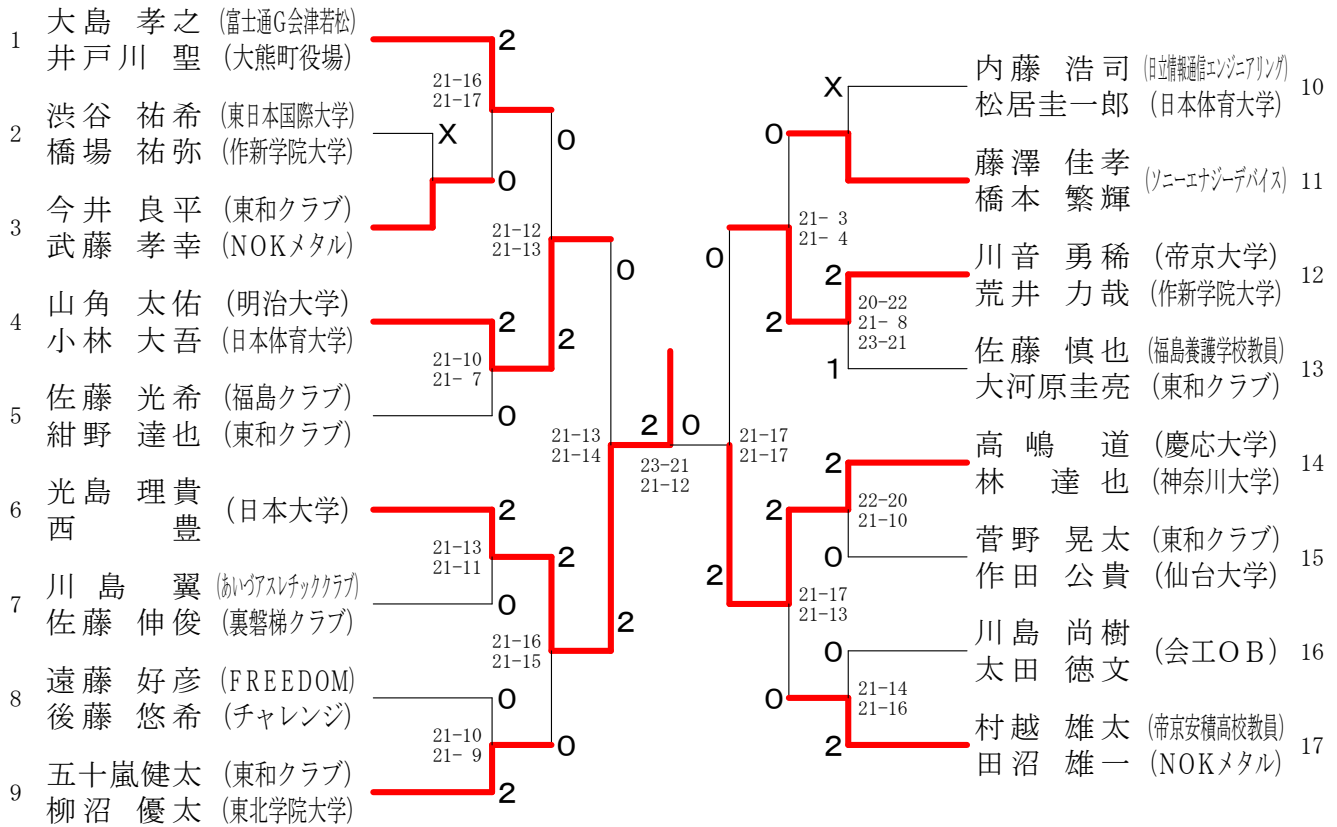 1 大島 孝之 (富士通G会津若松)
井戸川 聖 (大熊町役場)
2 渋谷 祐希 (東日本国際大学)
橋場 祐弥 (作新学院大学)
3 今井 良平 (東和クラブ)
武藤 孝幸 (NOKメタル)
4 山角 太佑 (明治大学)
小林 大吾 (日本体育大学)
5 佐藤 光希 (福島クラブ)
紺野 達也 (東和クラブ)
6 光島 理貴 (日本大学)
西 豊
7 川島 翼 (あいづアスレチッククラブ)
佐藤 伸俊 (裏磐梯クラブ)
8 遠藤 好彦 (FREEDOM)
後藤 悠希 (チャレンジ)
9 五十嵐健太 (東和クラブ)
柳沼 優太 (東北学院大学)
2
21-16
21-17
X
0
0
21-12
21-13
2
21-10
21- 7
0
2
0
21-13
21-14
2
21-13
21-11
0
2
21-16
21-15
2
0
21-10
21- 9
2
0
2 0
23-21
21-12
X
0
21- 3
21- 4
0
2
2
20-22
21- 8
23-21
1
21-17
21-17
2
22-20
21-10
0
2
2
21-17
21-13
0
21-14
21-16
0
2
内藤 浩司 (日立情報通信エンジニアリング) 10
松居圭一郎 (日本体育大学)
藤澤 佳孝 (ソニーエナジーデバイス) 11
橋本 繁輝
川音 勇稀 (帝京大学) 12
荒井 力哉 (作新学院大学)
佐藤 慎也 (福島養護学校教員) 13
大河原圭亮 (東和クラブ)
高嶋 道 (慶応大学) 14
林 達也 (神奈川大学)
菅野 晃太 (東和クラブ) 15
作田 公貴 (仙台大学)
川島 尚樹 (会工OB) 16
太田 徳文
村越 雄太 (帝京安積高校教員) 17
田沼 雄一 (NOKメタル)